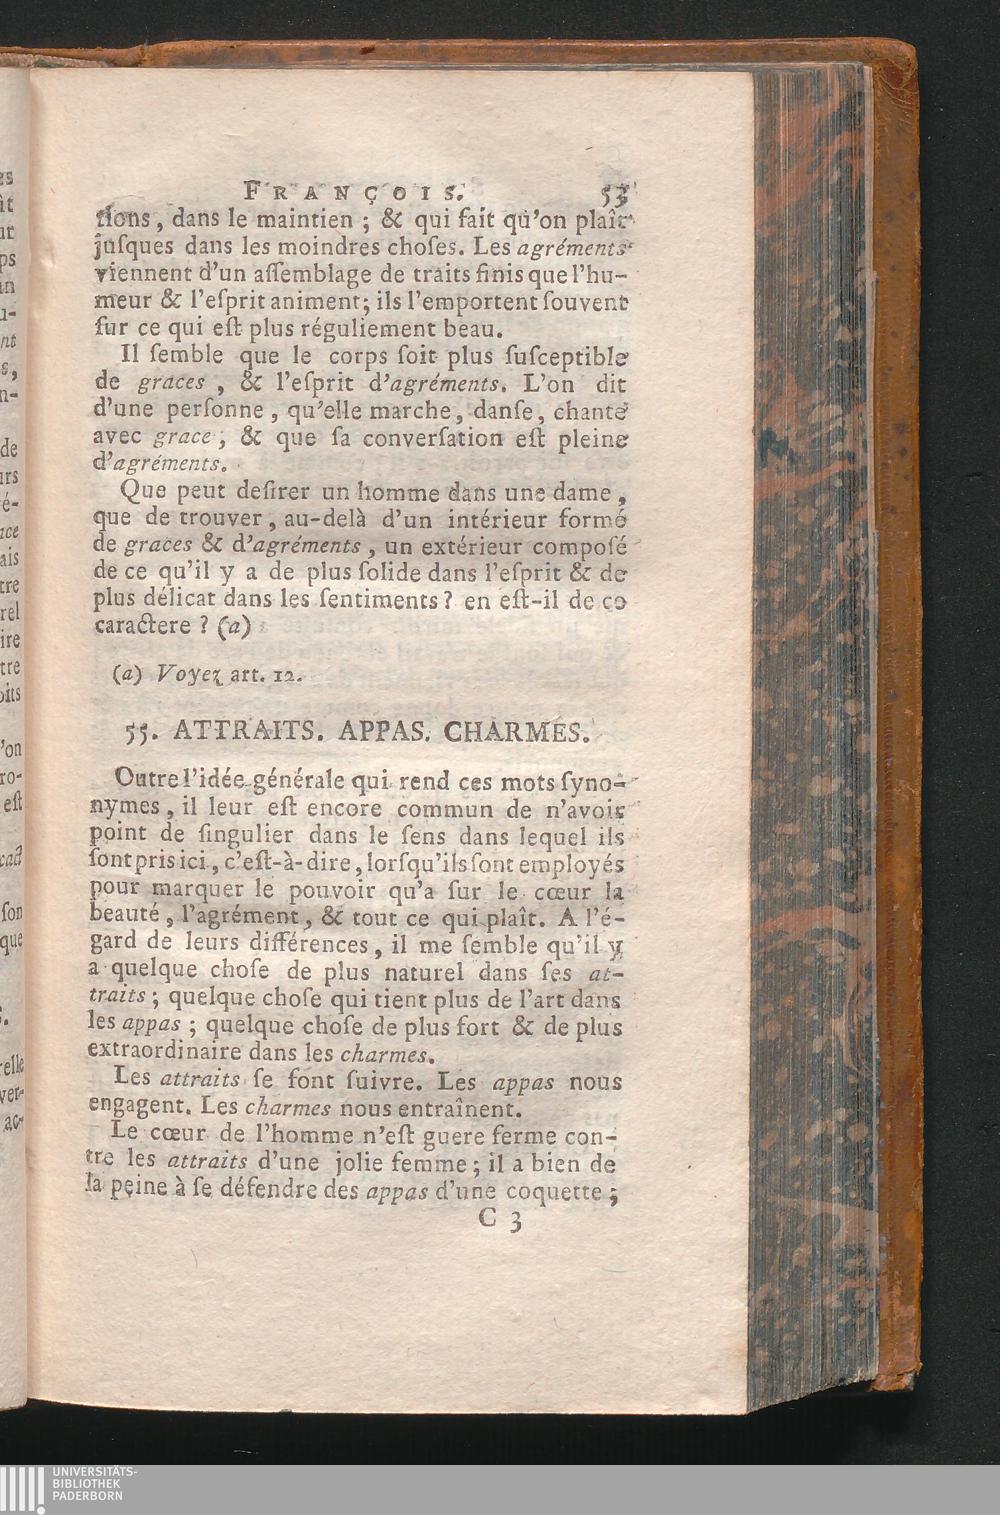 FRANÇOIS. 53
tions, dans le maintien ; & qui fait qu'on plaît
juſques dans les moindres choſes. Les agréments
viennent d'un aſſemblage de traits finis que l'hu-
meur & l'eſprit animent; ils l'emportent ſouvent
ſur ce qui eſt plus réguliement beau.
Il ſemble que le corps ſoit plus ſuſceptible
de graces, & l'eſprit d'agréments. L'on dit
d'une perſonne, qu'elle marche, danſe, chante
avec grace, & que ſa converſation eſt pleine
d'agréments.
Que peut deſirer un homme dans une dame,
que de trouver, au-delà d'un intérieur formé
de graces & d'agréments, un extérieur compoſé
de ce qu'il y a de plus ſolide dans l'eſprit & de
plus délicat dans les ſentiments ? en eſt-il de ce
caractere ? (a)
(a) Voyez art. 12.
55. ATTRAITS. APPAS. CHARMES.
Outre l'idée générale qui rend ces mots ſyno-
nymes, il leur eſt encore commun de n'avoir
point de ſingulier dans le ſens dans lequel ils
ſont pris ici, c'eſt-à-dire, lorſqu'ils ſont employés
pour marquer le pouvoir qu'a ſur le cœur la
beauté, l'agrément, & tout ce qui plaît. A l'é-
gard de leurs différences, il me ſemble qu'il y
a quelque choſe de plus naturel dans ſes at-
traits ; quelque choſe qui tient plus de l'art dans
les appas ; quelque choſe de plus fort & de plus
extraordinaire dans les charmes.
Les attraits ſe font ſuivre. Les appas nous
engagent. Les charmes nous entraînent.
Le cœur de l'homme n'eſt guere ferme con-
tre les attraits d'une jolie femme ; il a bien de
la peine à ſe défendre des appas d'une coquette ;
C 3
UNIVERSITÄTS-
BIBLIOTHEK
PADERBORN